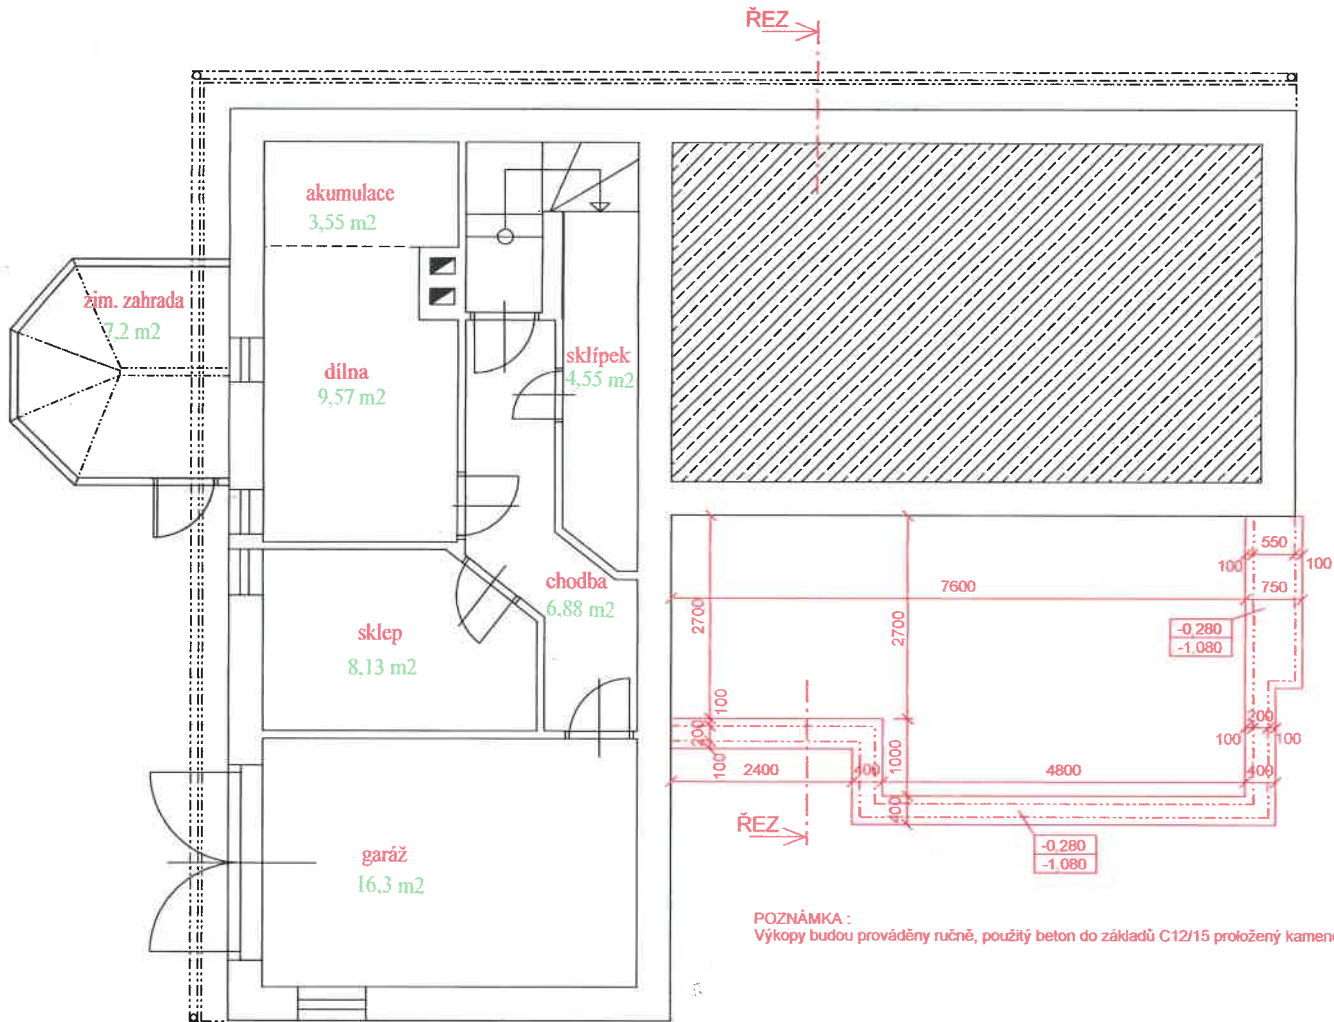 ŘEZ
akumulace
3,55 m2
zim. zahrada
7,2 m2
dílna
9,57 m2
sklípek
4,55 m2
chodba
6,88 m2
sklep
8,13 m2
garáž
16,3 m2
550
100
100
7600
750
2700
2700
-0,280
-1,080
100
200
100
200
100
100
1000
2400
400
4800
400
400
ŘEZ
-0,280
-1,080
POZNÁMKA :
Výkopy budou prováděny ručně, použitý beton do základů C12/15 proložený kamene